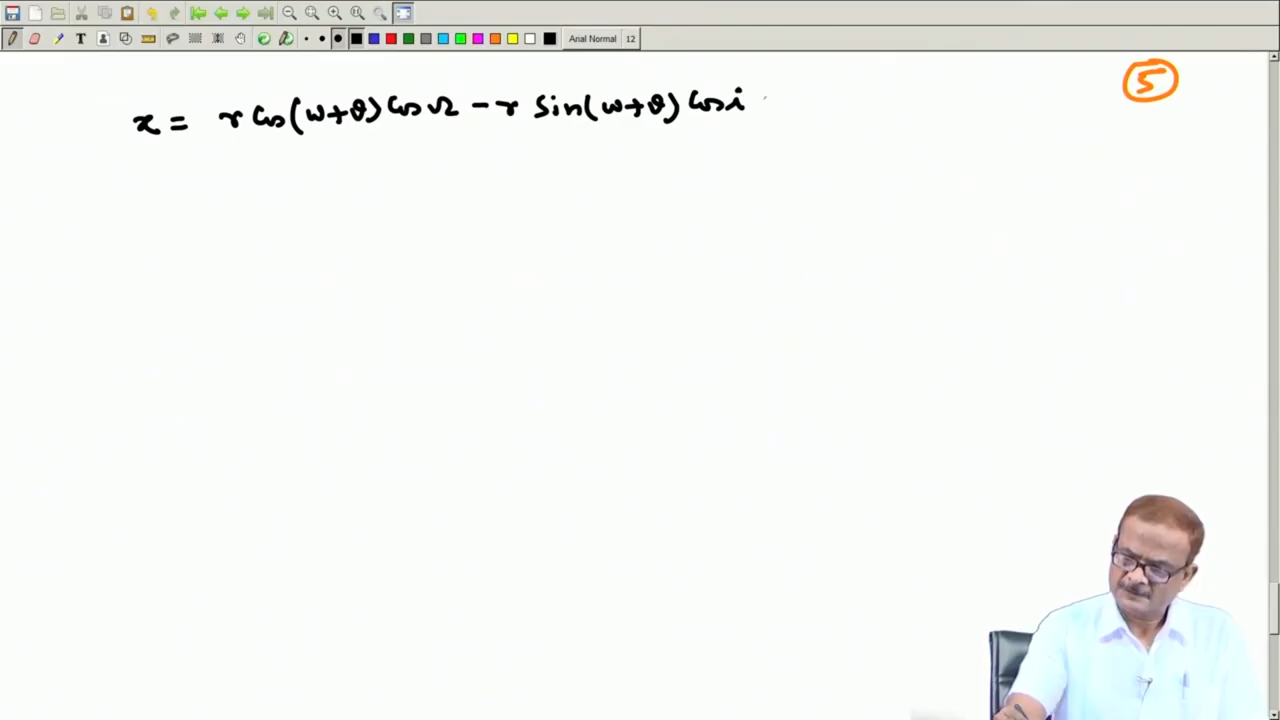 T Arial Normal 12
5
x = r Cos(ω+θ) Cos Ω - r Sin(ω+θ) Cos i